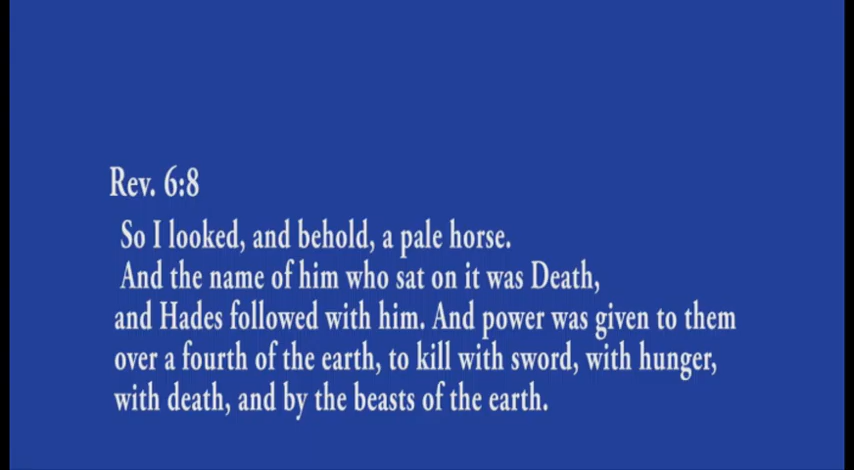 Rev. 6:8
So I looked, and behold, a pale horse.
And the name of him who sat on it was Death,
and Hades followed with him. And power was given to them
over a fourth of the earth, to kill with sword, with hunger,
with death, and by the beasts of the earth.